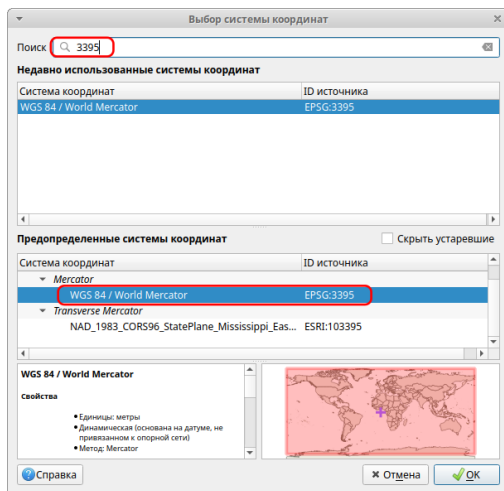 Выбор системы координат
Поиск 3395
Недавно использованные системы координат
Система координат ID источника
WGS 84 / World Mercator EPSG:3395
Предопределенные системы координат Скрыть устаревшие
Система координат ID источника
Mercator
WGS 84 / World Mercator EPSG:3395
Transverse Mercator
NAD_1983_CORS96_StatePlane_Mississippi_Eas... ESRI:103395
WGS 84 / World Mercator
Свойства
• Единицы: метры
• Динамическая (основана на датуме, не
привязанном к опорной сети)
• Метод: Mercator
Справка Отмена OK